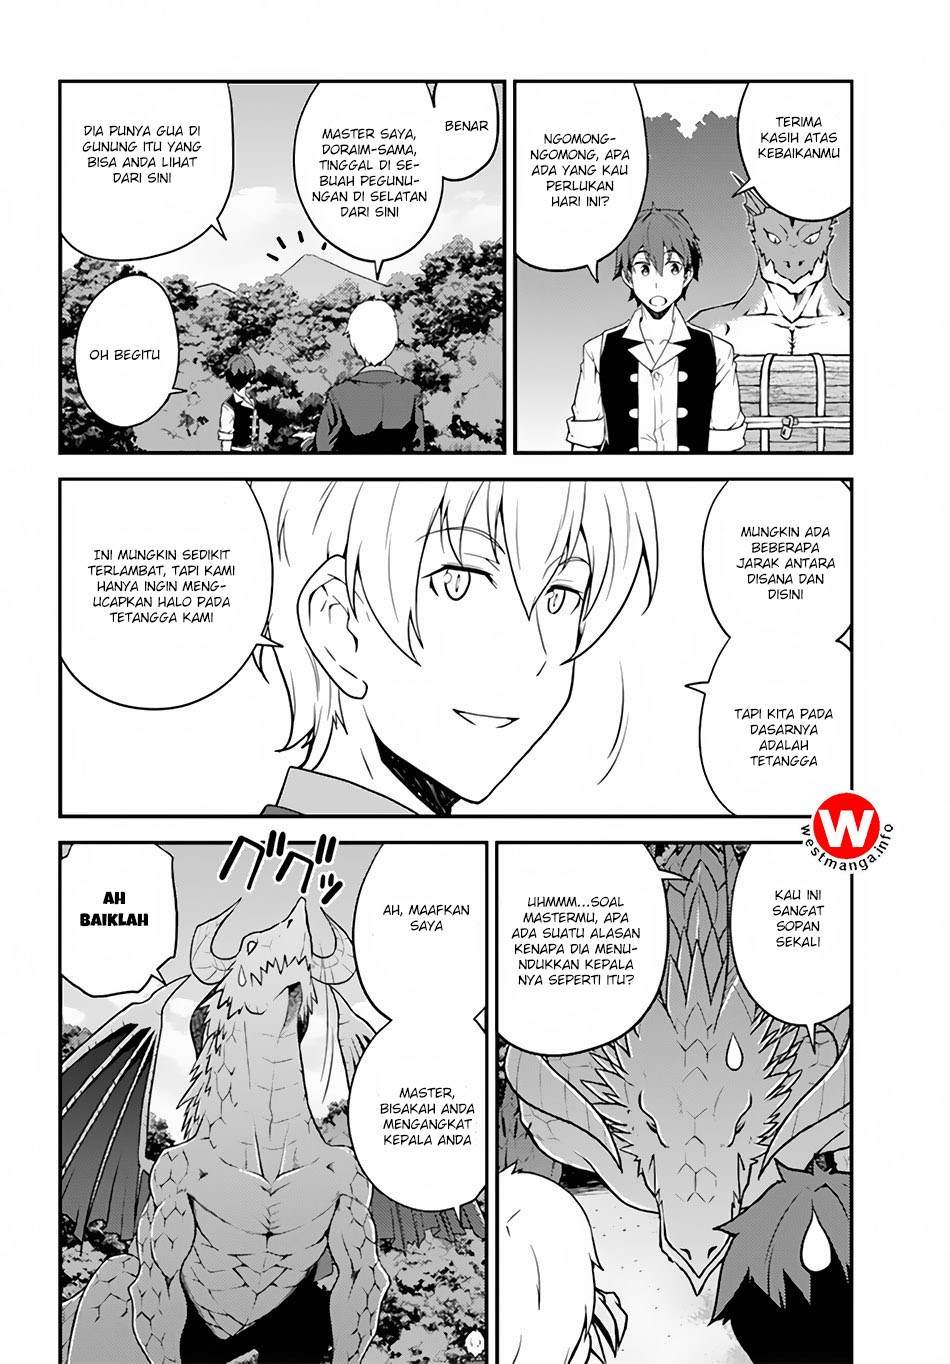 TERIMA
KASIH ATAS
KEBAIKANMU
NGOMONG-
NGOMONG, APA
ADA YANG KAU
PERLUKAN
HARI INI?
BENAR
MASTER SAYA,
DORAIM-SAMA,
TINGGAL DI SE-
BUAH PEGUNU-
NGAN DI SELATAN
DARI SINI
DIA PUNYA GUA DI
GUNUNG ITU YANG
BISA ANDA LIHAT
DARI SINI
OH BEGITU
MUNGKIN ADA
BEBERAPA
JARAK ANTARA
DISANA DAN
DISINI
TAPI KITA PADA
DASARNYA
ADALAH
TETANGGA
INI MUNGKIN SEDIKIT
TERLAMBAT, TAPI KAMI
HANYA INGIN MENG-
UCAPKAN HALO PADA
TETANGGA KAMI
W
westmanga.info
KAU INI
SANGAT
SOPAN
SEKALI
UHMMM...SOAL
MASTERMU, APA
ADA SUATU ALASAN
KENAPA DIA MENU-
NDUKKAN KEPALA
NYA SEPERTI ITU?
AH, MAAFKAN
SAYA
MASTER,
BISAKAH ANDA
MENGANGKAT
KEPALA ANDA
ググッ
AH
BAIKLAH